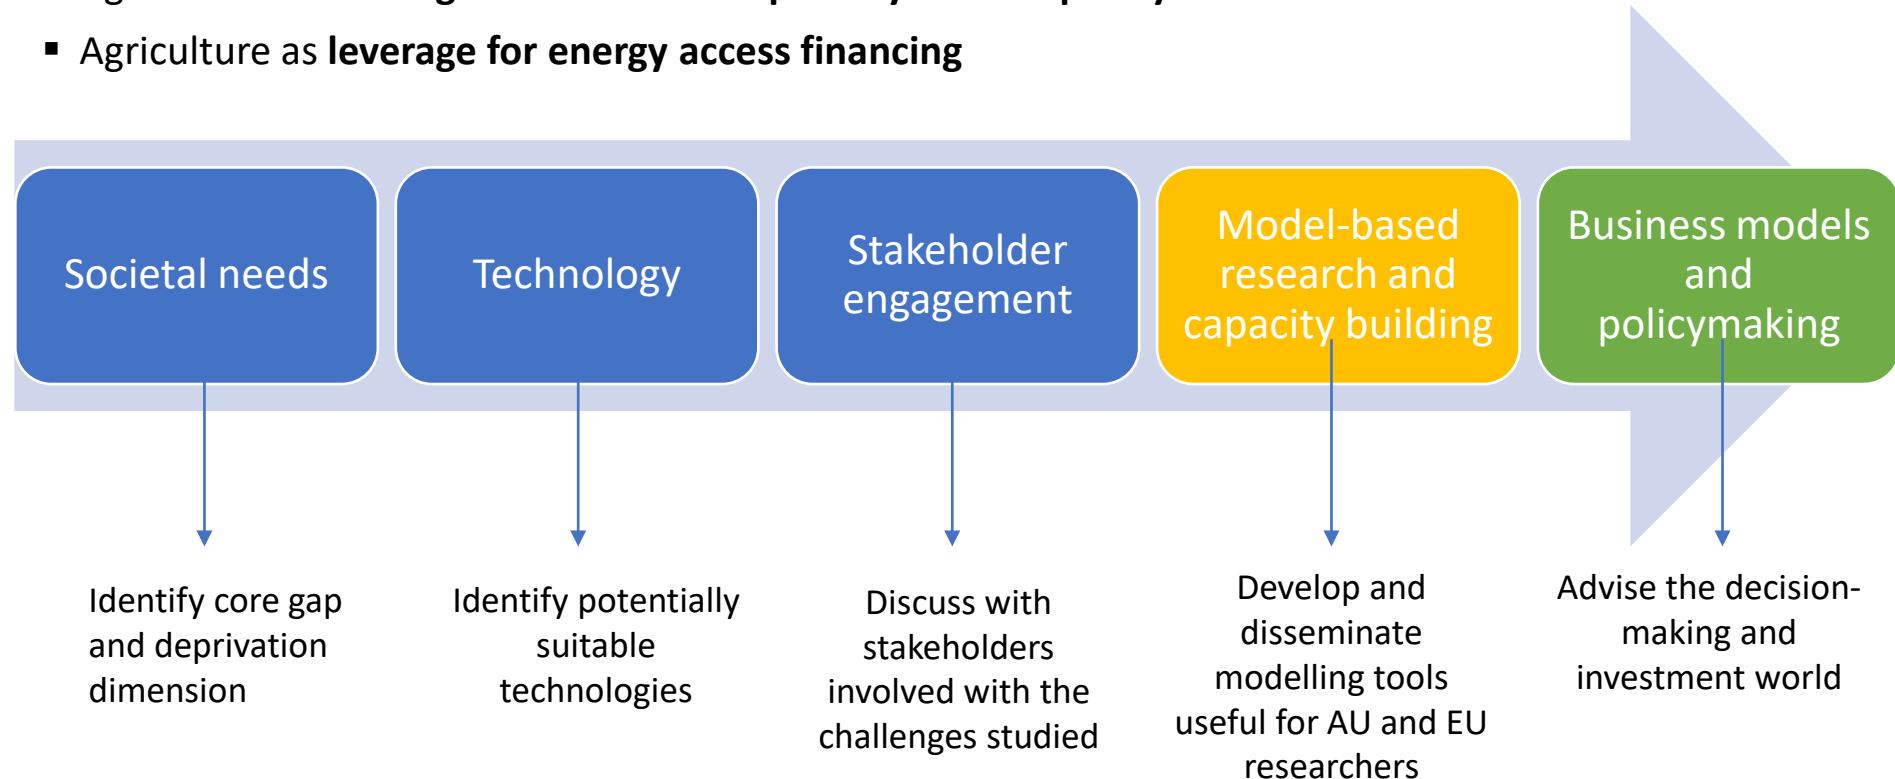 ▪ Agriculture as leverage for energy access financing
Societal needs
Technology
Stakeholder
engagement
Model-based
research and
capacity building
Business models
and
policymaking
Identify core gap
and deprivation
dimension
Identify potentially
suitable
technologies
Discuss with
stakeholders
involved with the
challenges studied
Develop and
disseminate
modelling tools
useful for AU and EU
researchers
Advise the decision-
making and
investment world